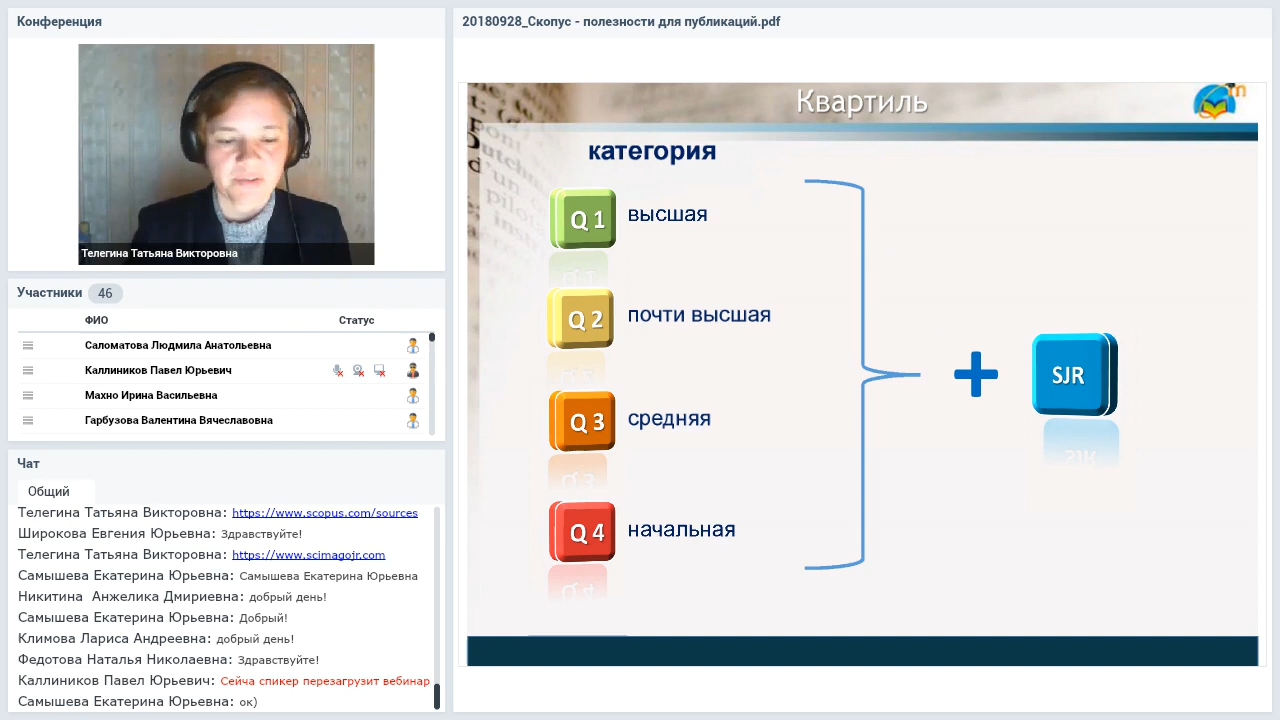 Конференция
Телегина Татьяна Викторовна
Участники 46
ФИО Статус
Саломатова Людмила Анатольевна
Каллиников Павел Юрьевич
Махно Ирина Васильевна
Гарбузова Валентина Вячеславовна
Чат
Общий
Телегина Татьяна Викторовна: https://www.scopus.com/sources
Широкова Евгения Юрьевна: Здравствуйте!
Телегина Татьяна Викторовна: https://www.scimagojr.com
Самышева Екатерина Юрьевна: Самышева Екатерина Юрьевна
Никитина Анжелика Дмириевна: добрый день!
Самышева Екатерина Юрьевна: Добрый!
Климова Лариса Андреевна: добрый день!
Федотова Наталья Николаевна: Здравствуйте!
Каллиников Павел Юрьевич: Сейча спикер перезагрузит вебинар
Самышева Екатерина Юрьевна: ок)
20180928_Скопус - полезности для публикаций.pdf
Квартиль
категория
Q 1 высшая
Q 2 почти высшая
Q 3 средняя
Q 4 начальная
+
SJR